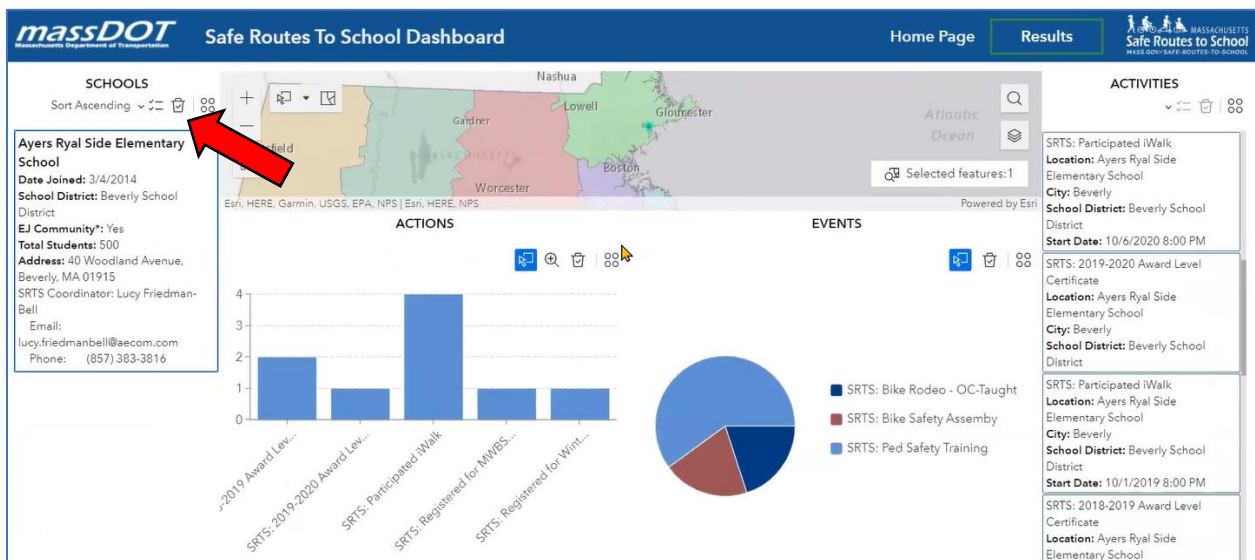 massDOT
Massachusetts Department of Transportation
Safe Routes To School Dashboard
Home Page
Results
MASSACHUSETTS
Safe Routes to School
MASS.GOV/SAFE-ROUTES-TO-SCHOOL
SCHOOLS
Sort Ascending
Ayers Ryal Side Elementary
School
Date Joined: 3/4/2014
School District: Beverly School
District
EJ Community*: Yes
Total Students: 500
Address: 40 Woodland Avenue,
Beverly, MA 01915
SRTS Coordinator: Lucy Friedman-
Bell
Email:
lucy.friedmanbell@aecom.com
Phone: (857) 383-3816
Nashua
Lowell
Gloucester
Gardner
Atlantic
Ocean
MASSACHUSETTS
Boston
Worcester
Selected features:1
Esri, HERE, Garmin, USGS, EPA, NPS | Esri, HERE, NPS
Powered by Esri
ACTIONS
4
3
2
1
0
-2019 Award Lev...
SRTS: 2019-2020 Award Lev...
SRTS: Participated iWalk
SRTS: Registered for MWBS...
SRTS: Registered for Wint...
EVENTS
SRTS: Bike Rodeo - OC-Taught
SRTS: Bike Safety Assemby
SRTS: Ped Safety Training
ACTIVITIES
SRTS: Participated iWalk
Location: Ayers Ryal Side
Elementary School
City: Beverly
School District: Beverly School
District
Start Date: 10/6/2020 8:00 PM
SRTS: 2019-2020 Award Level
Certificate
Location: Ayers Ryal Side
Elementary School
City: Beverly
School District: Beverly School
District
SRTS: Participated iWalk
Location: Ayers Ryal Side
Elementary School
City: Beverly
School District: Beverly School
District
Start Date: 10/1/2019 8:00 PM
SRTS: 2018-2019 Award Level
Certificate
Location: Ayers Ryal Side
Elementary School